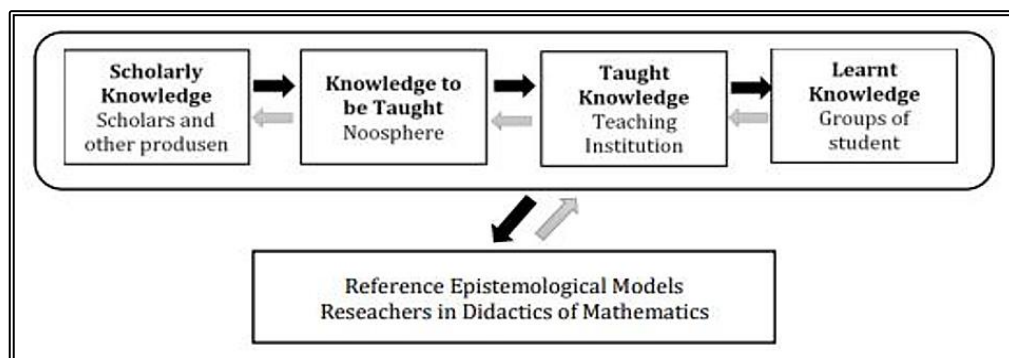 Scholarly
Knowledge
Scholars and
other produsen
Knowledge to
be Taught
Noosphere
Taught
Knowledge
Teaching
Institution
Learnt
Knowledge
Groups of
student
Reference Epistemological Models
Reseachers in Didactics of Mathematics